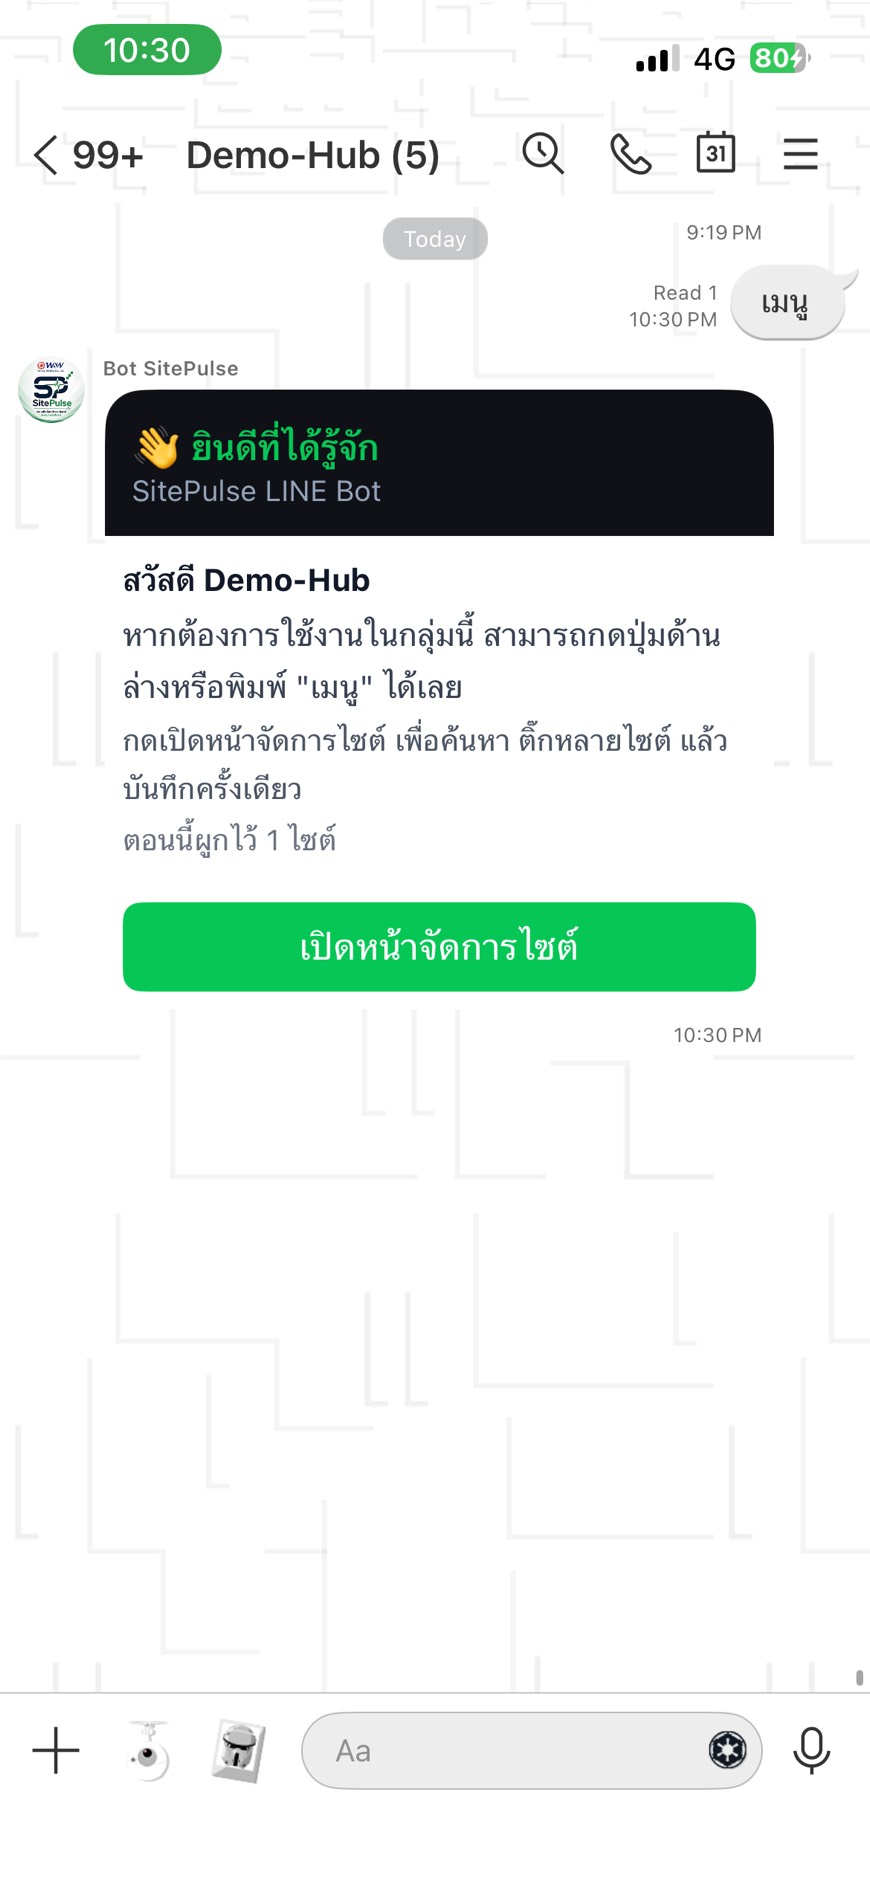 10:30
4G 80
99+ Demo-Hub (5) 31
Today
9:19 PM
Read 1
10:30 PM
เมนู
Bot SitePulse
W&W
SP
SitePulse
👋 ยินดีที่ได้รู้จัก
SitePulse LINE Bot
สวัสดี Demo-Hub
หากต้องการใช้งานในกลุ่มนี้ สามารถกดปุ่มด้าน
ล่างหรือพิมพ์ "เมนู" ได้เลย
กดเปิดหน้าจัดการไซต์ เพื่อค้นหา ติ๊กหลายไซต์ แล้ว
บันทึกครั้งเดียว
ตอนนี้ผูกไว้ 1 ไซต์
เปิดหน้าจัดการไซต์
10:30 PM
Aa